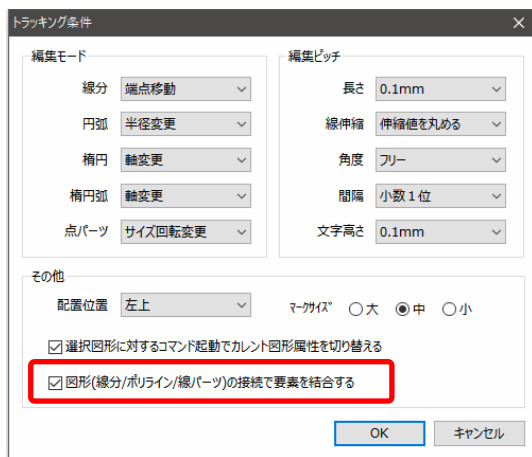 トラッキング条件
編集モード
線分 端点移動
円弧 半径変更
楕円 軸変更
楕円弧 軸変更
点パーツ サイズ回転変更
編集ピッチ
長さ 0.1mm
線伸縮 伸縮値を丸める
角度 フリー
間隔 小数1位
文字高さ 0.1mm
その他
配置位置 左上
マークサイズ 大 中 小
選択図形に対するコマンド起動でカレント図形属性を切り替える
図形(線分/ポリライン/線パーツ)の接続で要素を結合する
OK キャンセル